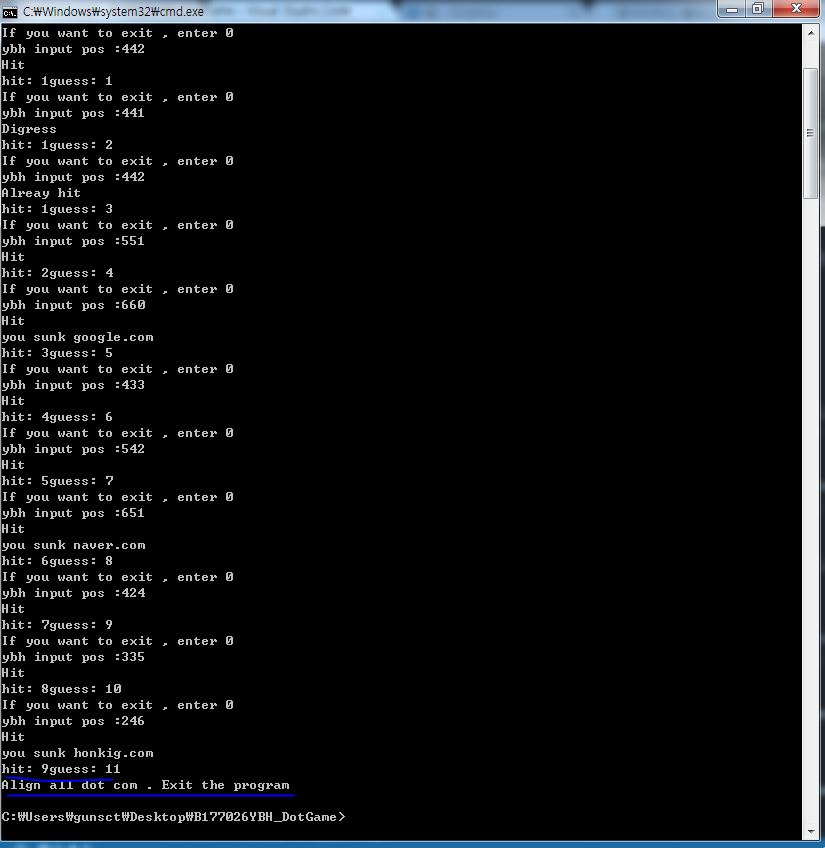 C:₩Windows₩system32₩cmd.exe
If you want to exit , enter 0
ybh input pos :442
Hit
hit: 1guess: 1
If you want to exit , enter 0
ybh input pos :441
Digress
hit: 1guess: 2
If you want to exit , enter 0
ybh input pos :442
Alreay hit
hit: 1guess: 3
If you want to exit , enter 0
ybh input pos :551
Hit
hit: 2guess: 4
If you want to exit , enter 0
ybh input pos :660
Hit
you sunk google.com
hit: 3guess: 5
If you want to exit , enter 0
ybh input pos :433
Hit
hit: 4guess: 6
If you want to exit , enter 0
ybh input pos :542
Hit
hit: 5guess: 7
If you want to exit , enter 0
ybh input pos :651
Hit
you sunk naver.com
hit: 6guess: 8
If you want to exit , enter 0
ybh input pos :424
Hit
hit: 7guess: 9
If you want to exit , enter 0
ybh input pos :335
Hit
hit: 8guess: 10
If you want to exit , enter 0
ybh input pos :246
Hit
you sunk honkig.com
hit: 9guess: 11
Align all dot com . Exit the program
C:₩Users₩gunsct₩Desktop₩B177026YBH_DotGame>